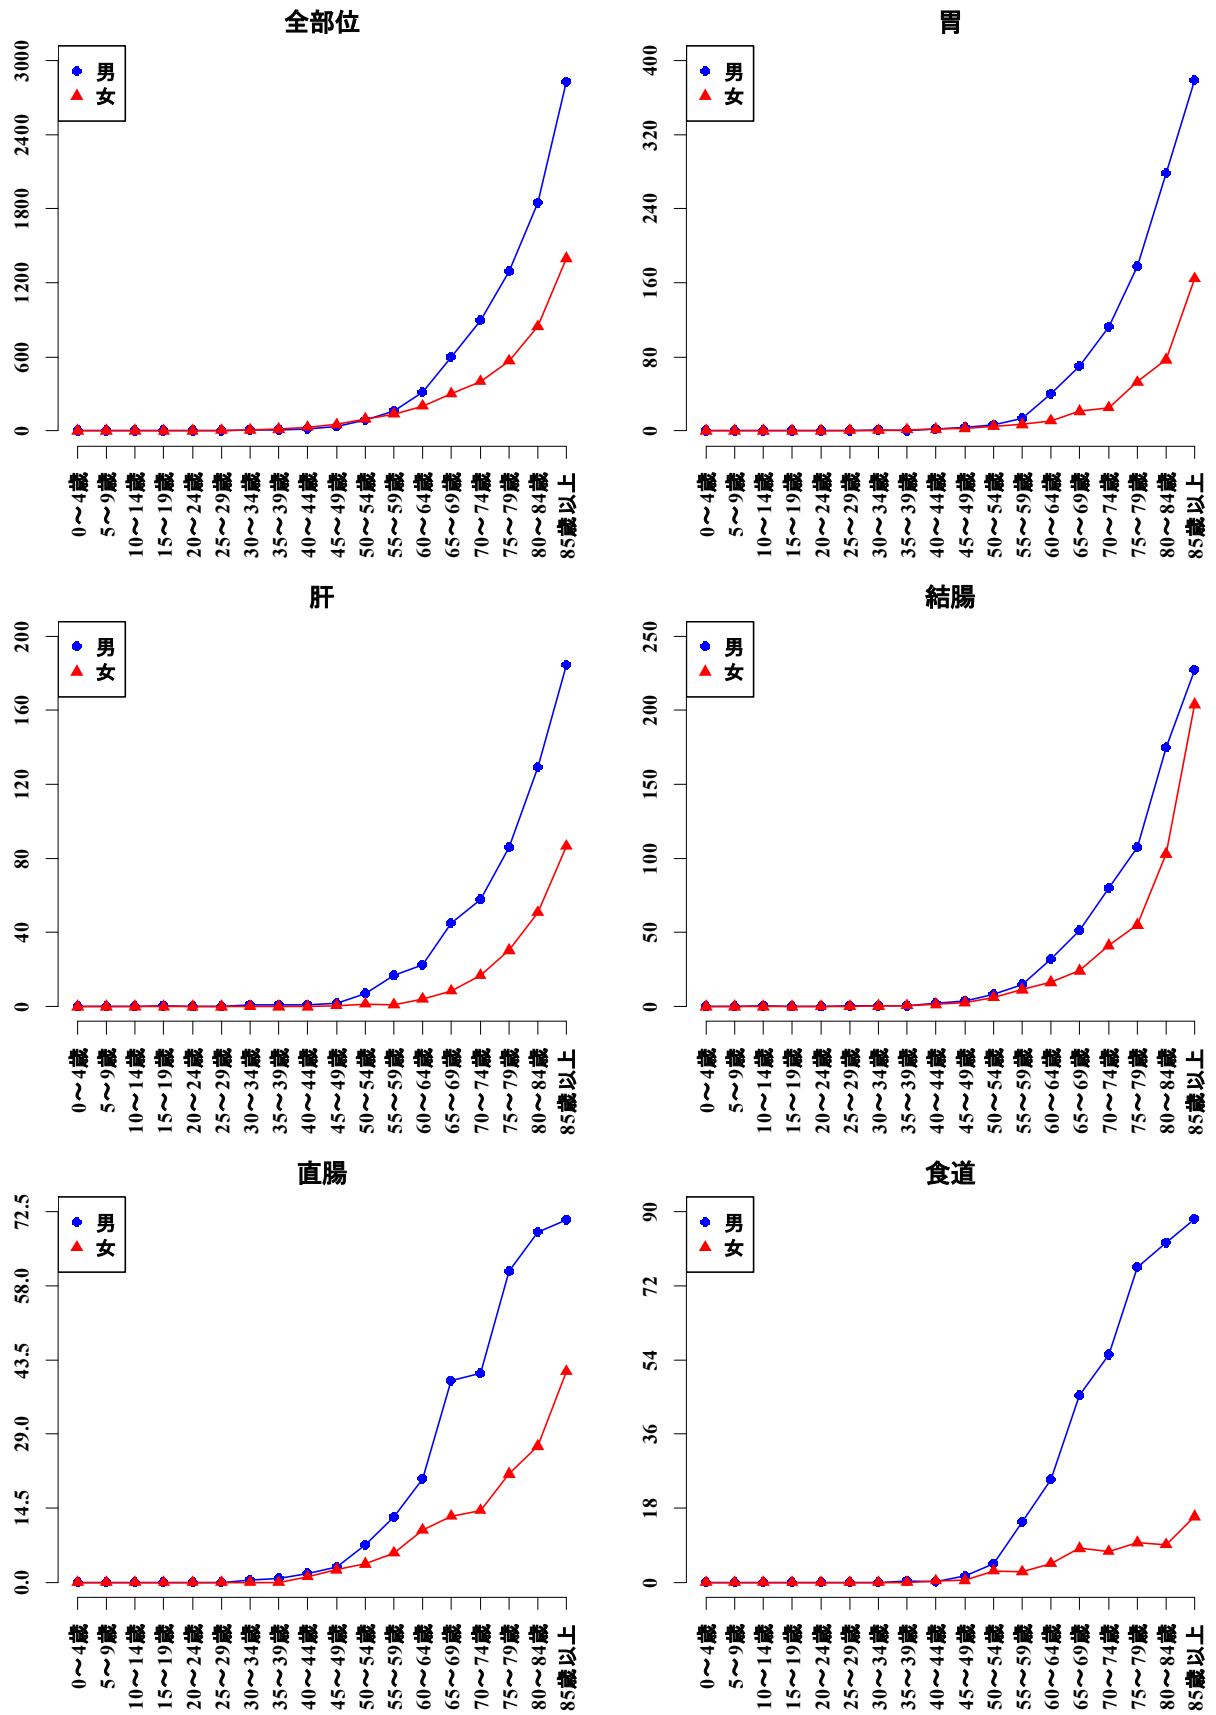 全部位
男
女
3000
2400
1800
1200
600
0
0～4歳
5～9歳
10～14歳
15～19歳
20～24歳
25～29歳
30～34歳
35～39歳
40～44歳
45～49歳
50～54歳
55～59歳
60～64歳
65～69歳
70～74歳
75～79歳
80～84歳
85歳以上
胃
男
女
400
320
240
160
80
0
0～4歳
5～9歳
10～14歳
15～19歳
20～24歳
25～29歳
30～34歳
35～39歳
40～44歳
45～49歳
50～54歳
55～59歳
60～64歳
65～69歳
70～74歳
75～79歳
80～84歳
85歳以上
肝
男
女
200
160
120
80
40
0
0～4歳
5～9歳
10～14歳
15～19歳
20～24歳
25～29歳
30～34歳
35～39歳
40～44歳
45～49歳
50～54歳
55～59歳
60～64歳
65～69歳
70～74歳
75～79歳
80～84歳
85歳以上
結腸
男
女
250
200
150
100
50
0
0～4歳
5～9歳
10～14歳
15～19歳
20～24歳
25～29歳
30～34歳
35～39歳
40～44歳
45～49歳
50～54歳
55～59歳
60～64歳
65～69歳
70～74歳
75～79歳
80～84歳
85歳以上
直腸
男
女
72.5
58.0
43.5
29.0
14.5
0.0
0～4歳
5～9歳
10～14歳
15～19歳
20～24歳
25～29歳
30～34歳
35～39歳
40～44歳
45～49歳
50～54歳
55～59歳
60～64歳
65～69歳
70～74歳
75～79歳
80～84歳
85歳以上
食道
男
女
90
72
54
36
18
0
0～4歳
5～9歳
10～14歳
15～19歳
20～24歳
25～29歳
30～34歳
35～39歳
40～44歳
45～49歳
50～54歳
55～59歳
60～64歳
65～69歳
70～74歳
75～79歳
80～84歳
85歳以上